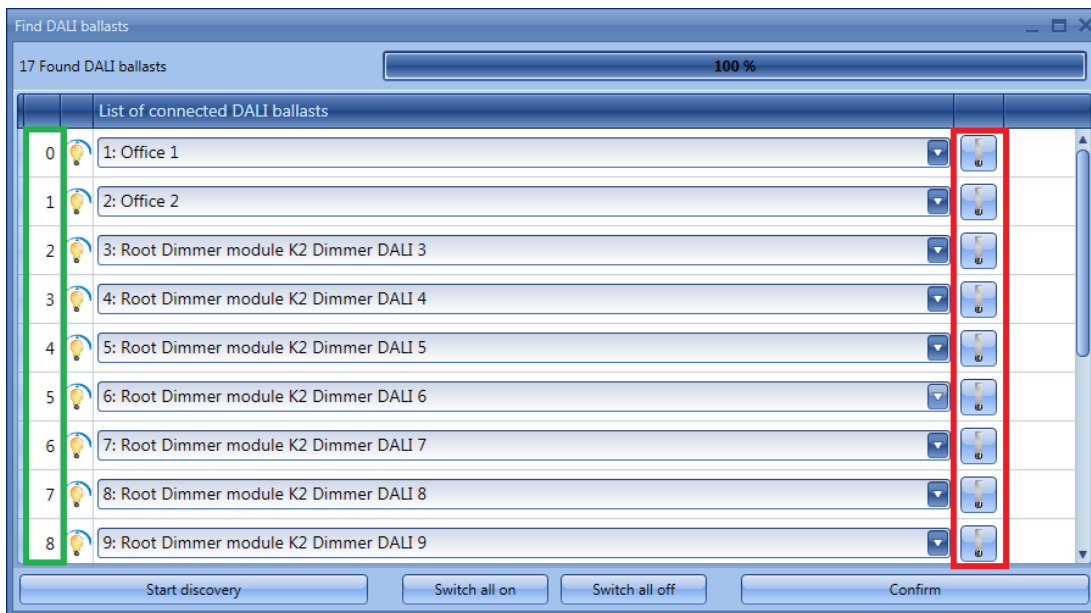 Find DALI ballasts
17 Found DALI ballasts 100 %
List of connected DALI ballasts
0 1: Office 1
1 2: Office 2
2 3: Root Dimmer module K2 Dimmer DALI 3
3 4: Root Dimmer module K2 Dimmer DALI 4
4 5: Root Dimmer module K2 Dimmer DALI 5
5 6: Root Dimmer module K2 Dimmer DALI 6
6 7: Root Dimmer module K2 Dimmer DALI 7
7 8: Root Dimmer module K2 Dimmer DALI 8
8 9: Root Dimmer module K2 Dimmer DALI 9
Start discovery Switch all on Switch all off Confirm